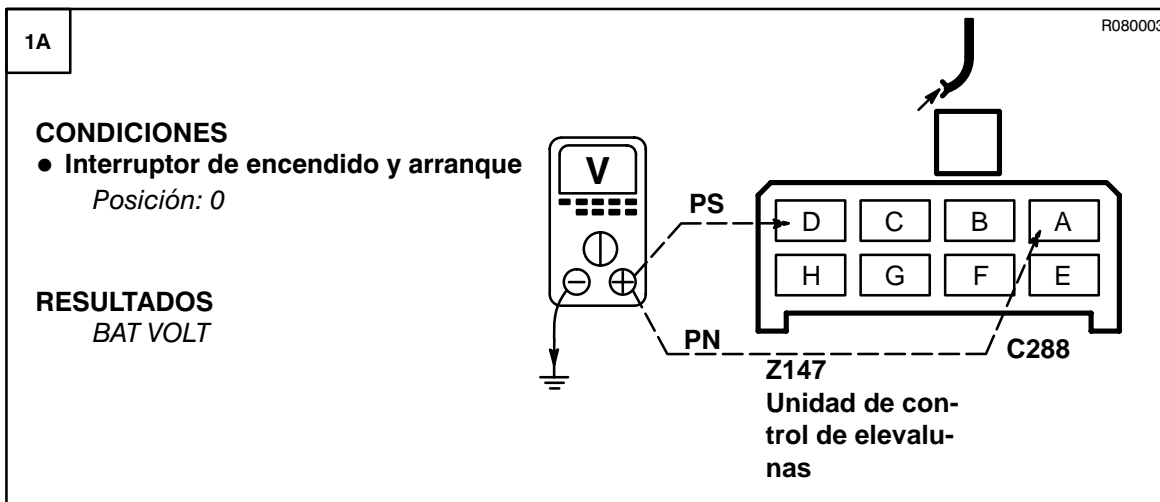 1A
R080003
CONDICIONES
● Interruptor de encendido y arranque
Posición: 0
RESULTADOS
BAT VOLT
V
PS
PN
D C B A
H G F E
C288
Z147
Unidad de con-
trol de elevalu-
nas